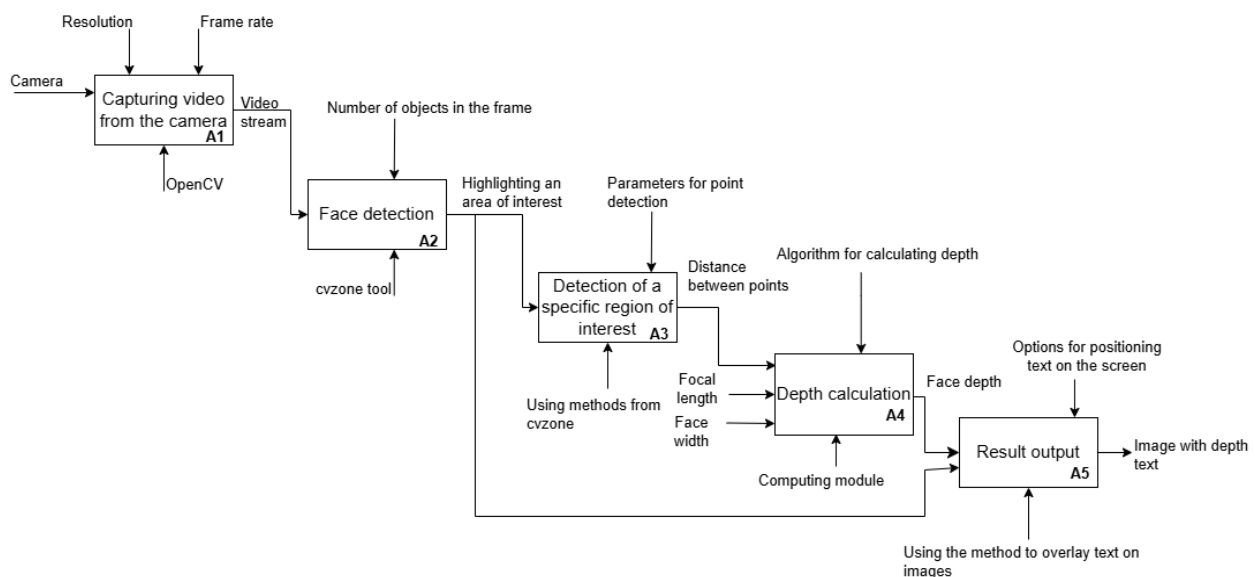 Resolution
Frame rate
Camera
Capturing video
from the camera
A1
Video
stream
OpenCV
Number of objects in the frame
Face detection
A2
cvzone tool
Highlighting an
area of interest
Parameters for point
detection
Detection of a
specific region of
interest
A3
Using methods from
cvzone
Distance
between points
Algorithm for calculating depth
Focal
length
Face
width
Depth calculation
A4
Computing module
Face depth
Options for positioning
text on the screen
Result output
A5
Image with depth
text
Using the method to overlay text on
images